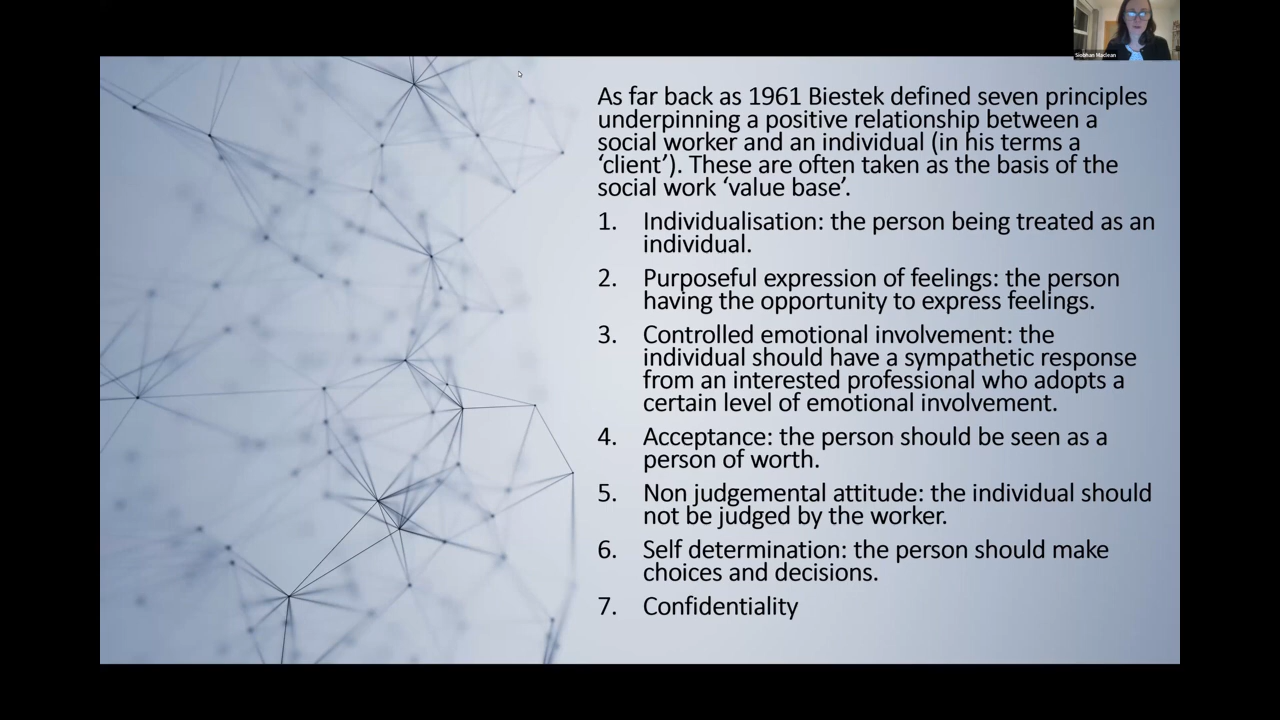 Siobhan Maclean
As far back as 1961 Biestek defined seven principles
underpinning a positive relationship between a
social worker and an individual (in his terms a
‘client’). These are often taken as the basis of the
social work ‘value base’.
1. Individualisation: the person being treated as an
individual.
2. Purposeful expression of feelings: the person
having the opportunity to express feelings.
3. Controlled emotional involvement: the
individual should have a sympathetic response
from an interested professional who adopts a
certain level of emotional involvement.
4. Acceptance: the person should be seen as a
person of worth.
5. Non judgemental attitude: the individual should
not be judged by the worker.
6. Self determination: the person should make
choices and decisions.
7. Confidentiality